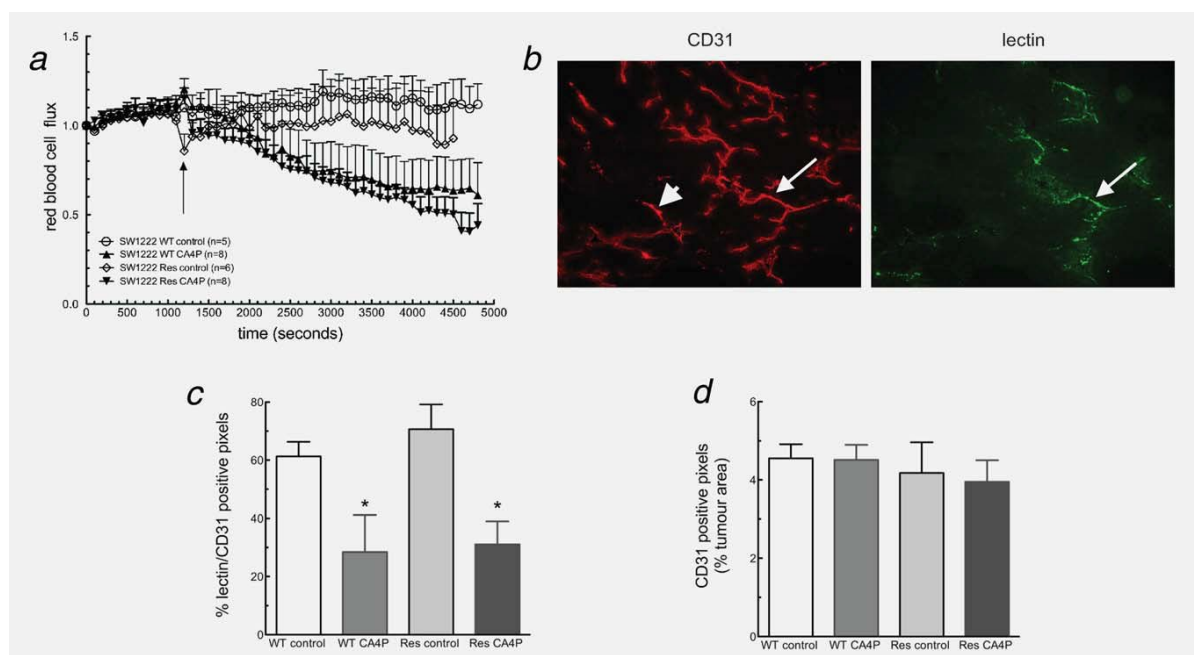 a
red blood cell flux
1.5
1.0
0.5
0.0
SW1222 WT control (n=5)
SW1222 WT CA4P (n=8)
SW1222 Res control (n=6)
SW1222 Res CA4P (n=8)
0 500 1000 1500 2000 2500 3000 3500 4000 4500 5000
time (seconds)
b
CD31
lectin
c
% lectin/CD31 positive pixels
80
60
40
20
0
* *
WT control WT CA4P Res control Res CA4P
d
CD31 positive pixels
(% tumour area)
6
4
2
0
WT control WT CA4P Res control Res CA4P